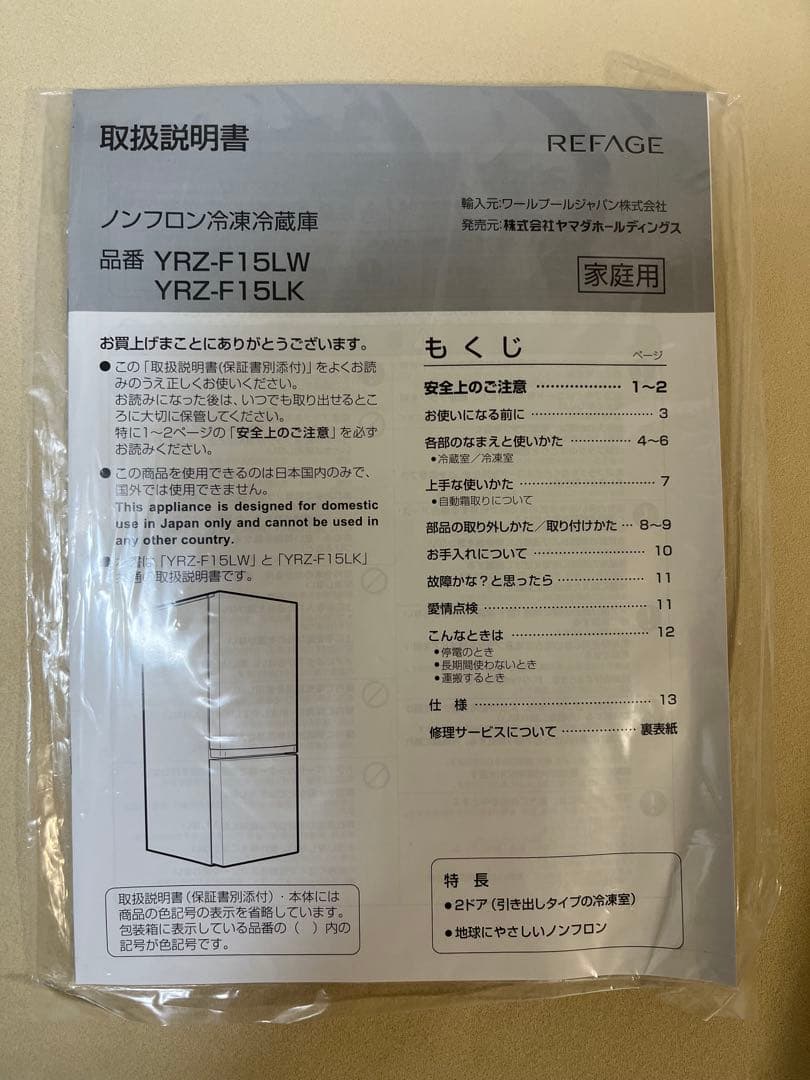 取扱説明書
REFAGE
ノンフロン冷凍冷蔵庫
輸入元:ワールプールジャパン株式会社
発売元:株式会社ヤマダホールディングス
品番 YRZ-F15LW
YRZ-F15LK
家庭用
お買上げまことにありがとうございます。
●この「取扱説明書(保証書別添付)」をよくお読
みのうえ正しくお使いください。
お読みになった後は、いつでも取り出せるとこ
ろに大切に保管してください。
特に1〜2ページの「安全上のご注意」を必ず
お読みください。
●この商品を使用できるのは日本国内のみで、
国外では使用できません。
This appliance is designed for domestic
use in Japan only and cannot be used in
any other country.
「YRZ-F15LW」と「YRZ-F15LK」
取扱説明書です。
取扱説明書(保証書別添付)・本体には
商品の色記号の表示を省略しています。
包装箱に表示している品番の( )内の
記号が色記号です。
もくじ
ページ
安全上のご注意 ……………… 1〜2
お使いになる前に ……………… 3
各部のなまえと使いかた ………… 4〜6
●冷蔵室/冷凍室
上手な使いかた ……………… 7
●自動霜取りについて
部品の取り外しかた/取り付けかた … 8〜9
お手入れについて ……………… 10
故障かな?と思ったら ……………… 11
愛情点検 ……………… 11
こんなときは ……………… 12
●停電のとき
●長期間使わないとき
●運搬するとき
仕様 ……………… 13
修理サービスについて ……………… 裏表紙
特長
●2ドア(引き出しタイプの冷凍室)
●地球にやさしいノンフロン